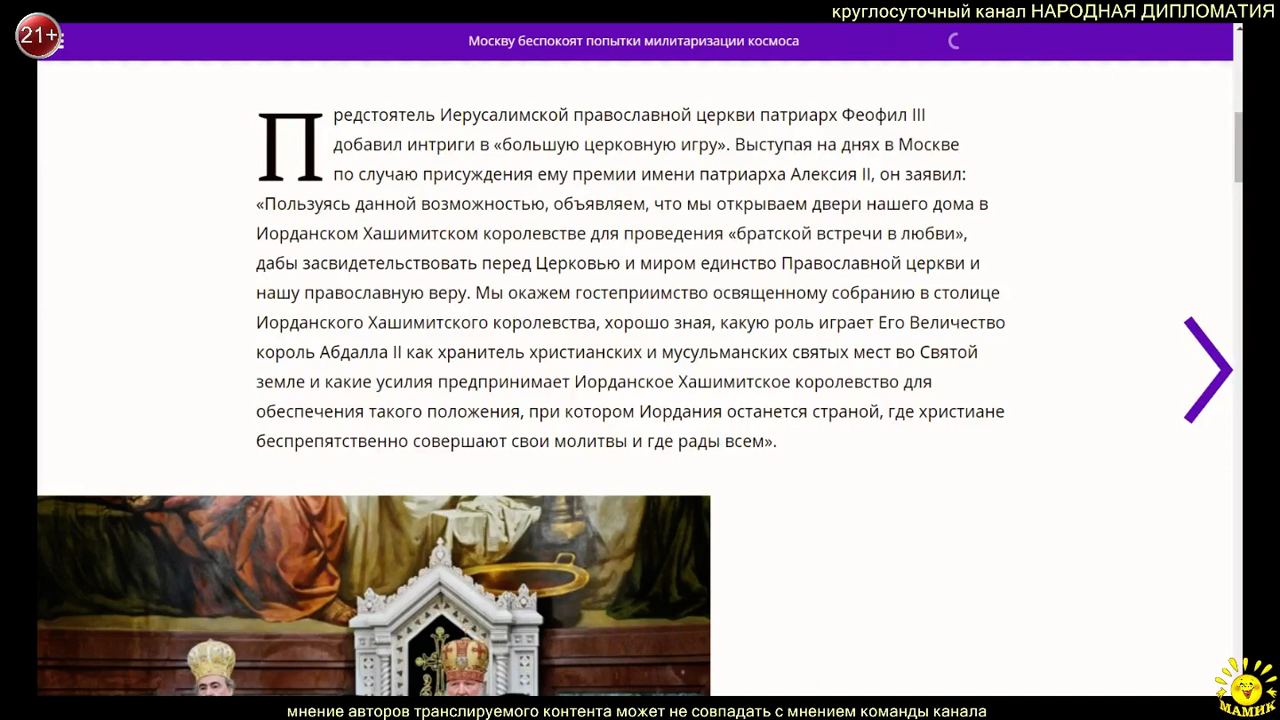 круглосуточный канал НАРОДНАЯ ДИПЛОМАТИЯ
21+
Москву беспокоят попытки милитаризации космоса
Предстоятель Иерусалимской православной церкви патриарх Феофил III
добавил интриги в «большую церковную игру». Выступая на днях в Москве
по случаю присуждения ему премии имени патриарха Алексия II, он заявил:
«Пользуясь данной возможностью, объявляем, что мы открываем двери нашего дома в
Иорданском Хашимитском королевстве для проведения «братской встречи в любви»,
дабы засвидетельствовать перед Церковью и миром единство Православной церкви и
нашу православную веру. Мы окажем гостеприимство освященному собранию в столице
Иорданского Хашимитского королевства, хорошо зная, какую роль играет Его Величество
король Абдалла II как хранитель христианских и мусульманских святых мест во Святой
земле и какие усилия предпринимает Иорданское Хашимитское королевство для
обеспечения такого положения, при котором Иордания останется страной, где христиане
беспрепятственно совершают свои молитвы и где рады всем».
МАМИК
мнение авторов транслируемого контента может не совпадать с мнением команды канала